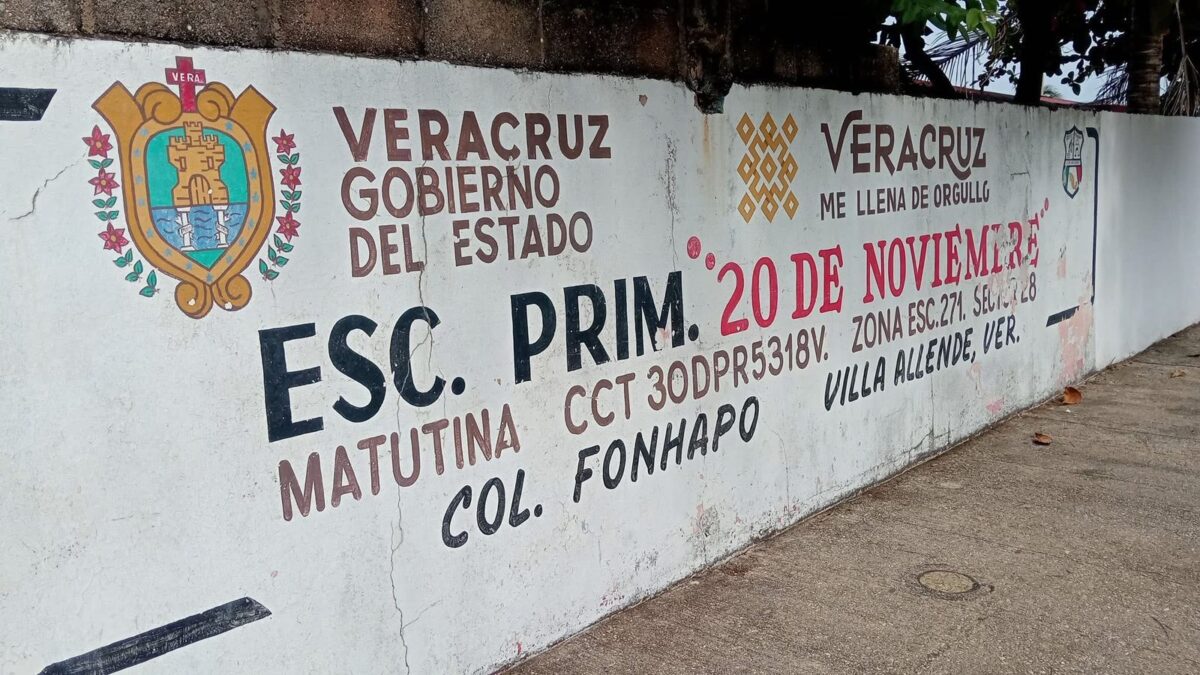 VERA.
VERACRUZ
GOBIERNO
DEL ESTADO
VERACRUZ
ME LLENA DE ORGULLO
ESC. PRIM. "20 DE NOVIEMBRE"
MATUTINA CCT 30DPR5318V. ZONA ESC.271. SECTOR 28
COL. FONHAPO VILLA ALLENDE, VER.